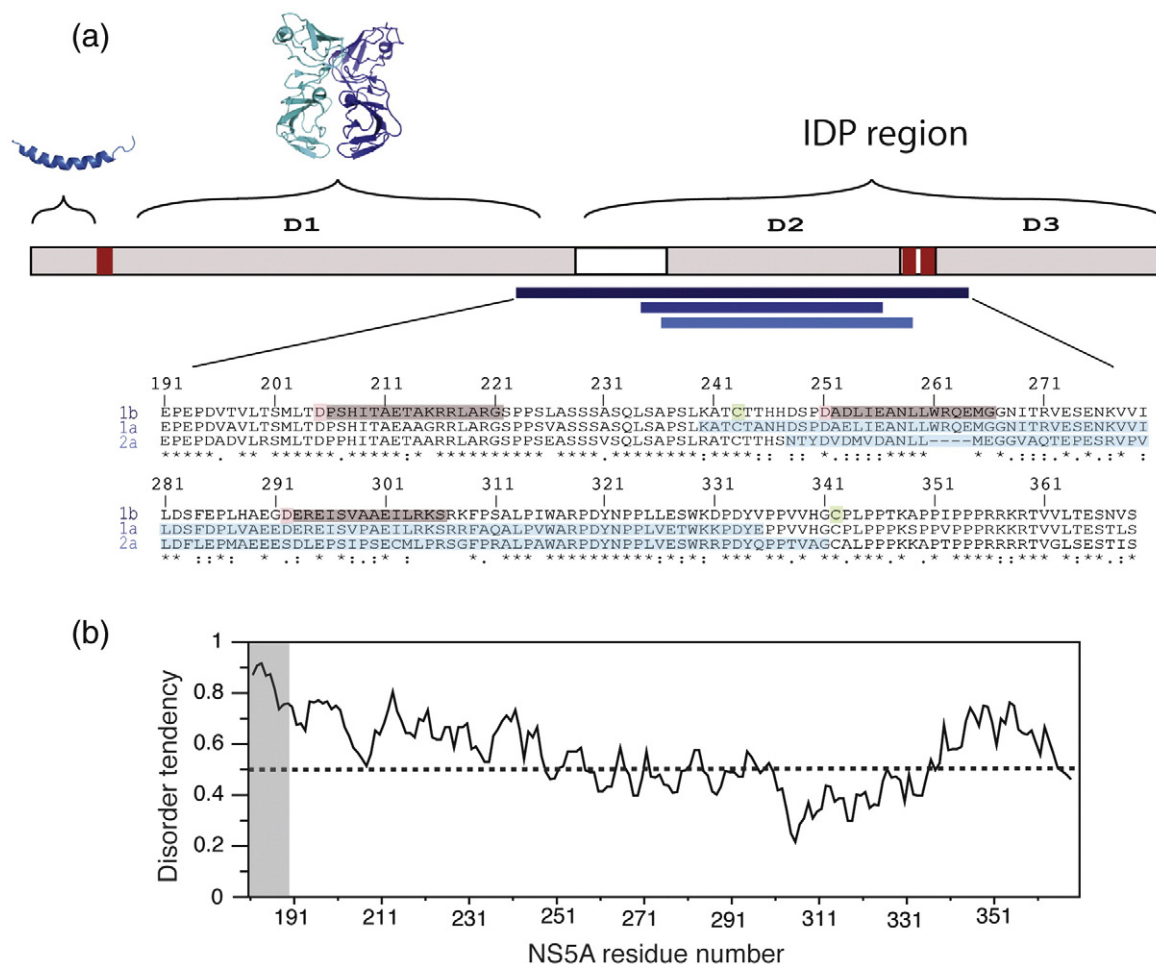 (a)
IDP region
D1 D2 D3
191 201 211 221 231 241 251 261 271
1b EPEPDVTVLTSMLTDPSHITAETAKRRLARGSPPSLASSSASQLSAPSLKATCTTHHDSPDADLIEANLLWRQEMGGNITRVESENKVVI
1a EPEPDVAVLTSMLTDPSHITAEAAGRRLARGSPPSVASSSASQLSAPSLKATCTANHDSPDAELIEANLLWRQEMGGNITRVESENKVVI
2a EPEPDADVLRSMLTDPPHITAETAARRLARGSPPSEASSSVSQLSAPSLRATCTTHSNTYDVDMVDANLL----MEGGVAQTEPESRVPV
281 291 301 311 321 331 341 351 361
1b LDSFEPLHAEGDEREISVAAEILRKSRKFPSALPIWARPDYNPPLLESWKDPDYVPPVVHGCPLPPTKAPPIPPPRRKRTVVLTESNVS
1a LDSFDPLVAEEDEREISVPAEILRKSRRFAQALPVWARPDYNPPLVETWKKPDYEPPVVHGCPLPPPKSPPVPPPRRKRTVVLTESTLS
2a LDFLEPMAEEESDLEPSIPSECMLPRSGFPRALPAWARPDYNPPLVESWRRPDYQPPTVAGCALPPPKKAPTPPPRRRRTVGLSESTIS
(b)
Disorder tendency
1
0.8
0.6
0.4
0.2
0
191 211 231 251 271 291 311 331 351
NS5A residue number